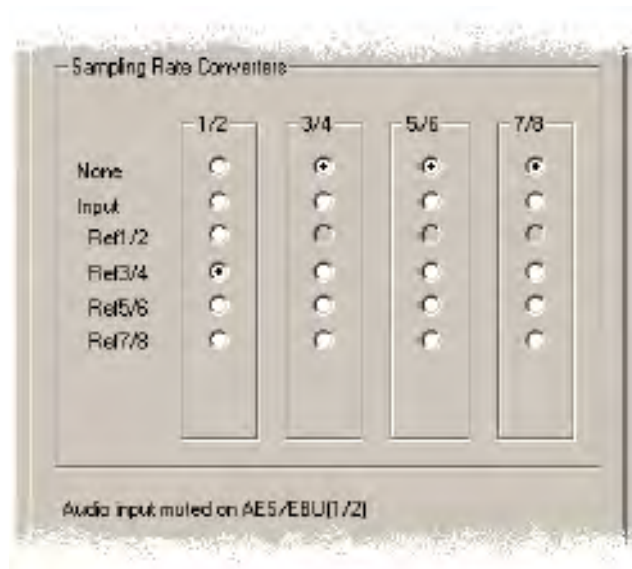 Sampling Rate Converters
1/2 3/4 5/6 7/8
None
Input
Ref1/2
Ref3/4
Ref5/6
Ref7/8
Audio input muted on AES/EBU(1/2)